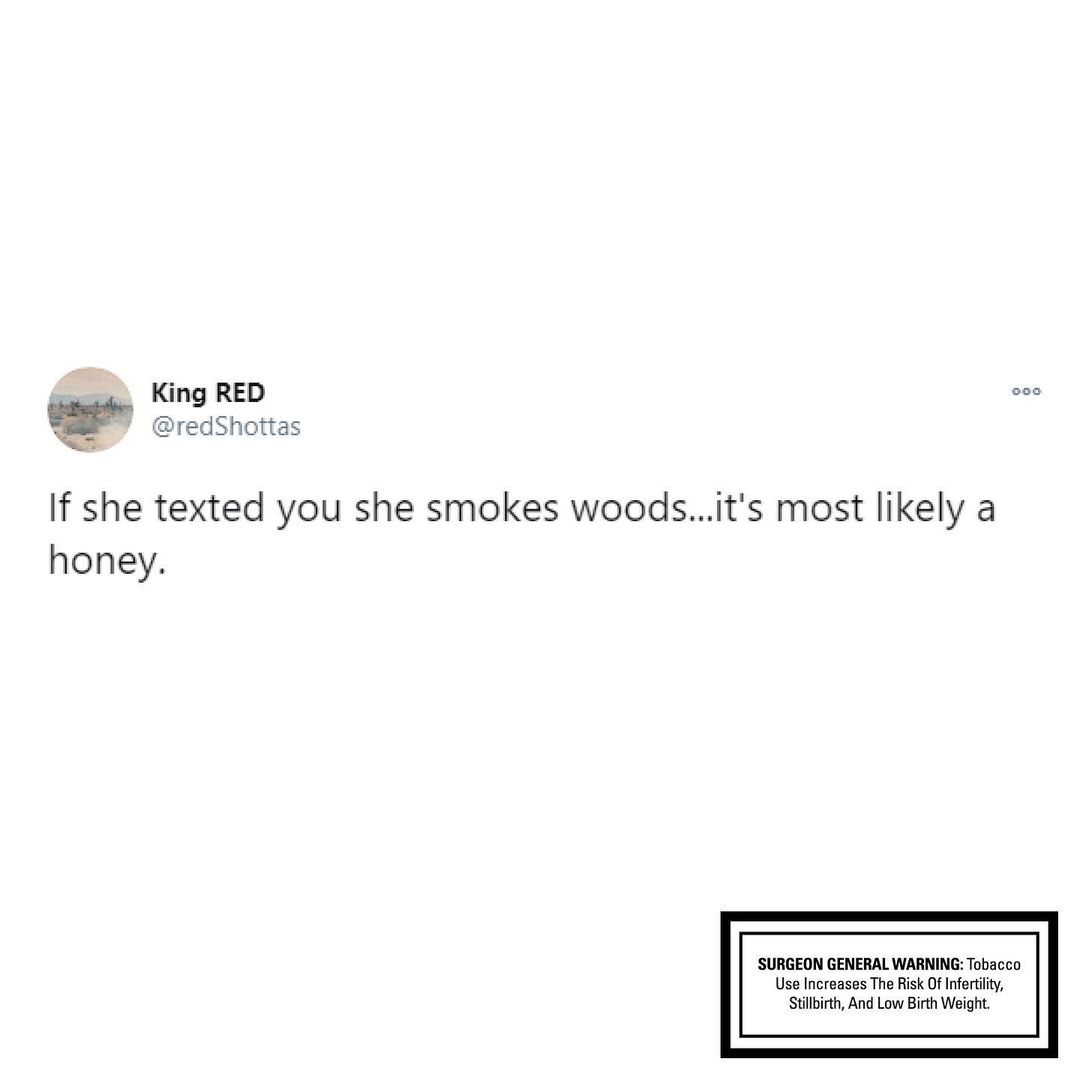 King RED
@redShottas
If she texted you she smokes woods...it's most likely a
honey.
SURGEON GENERAL WARNING: Tobacco
Use Increases The Risk Of Infertility,
Stillbirth, And Low Birth Weight.